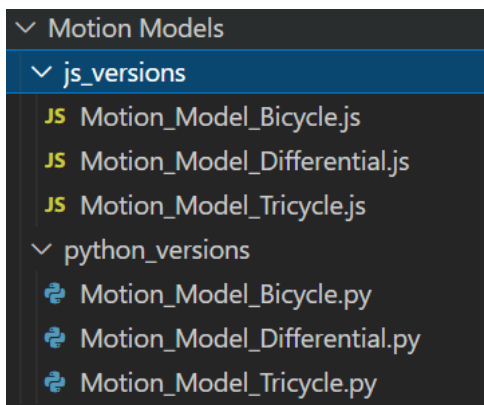 Motion Models
js_versions
JS Motion_Model_Bicycle.js
JS Motion_Model_Differential.js
JS Motion_Model_Tricycle.js
python_versions
Motion_Model_Bicycle.py
Motion_Model_Differential.py
Motion_Model_Tricycle.py